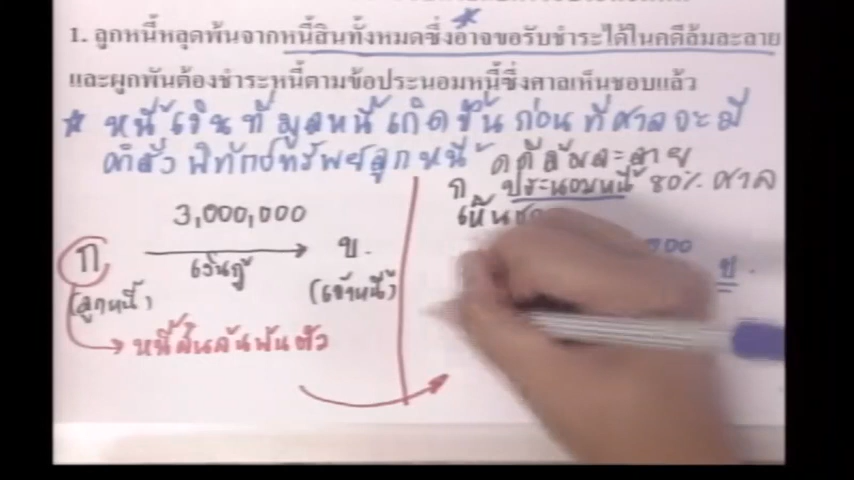 1. ลูกหนี้หลุดพ้นจากหนี้สินทั้งหมดซึ่งอาจขอรับชำระได้ในคดีล้มละลาย
และผูกพันต้องชำระหนี้ตามข้อประนอมหนี้ซึ่งศาลเห็นชอบแล้ว
* หนี้เงินที่มูลหนี้เกิดขึ้นก่อนที่ศาลจะมี
คำสั่งพิทักษ์ทรัพย์ลูกหนี้
คดีล้มละลาย
ก ประนอมหนี้ 80% ศาล
เห็นช
3,000,000
ก
เงินกู้
ข.
(ลูกหนี้)
(เจ้าหนี้)
หนี้สินล้นพ้นตัว
000
ข.